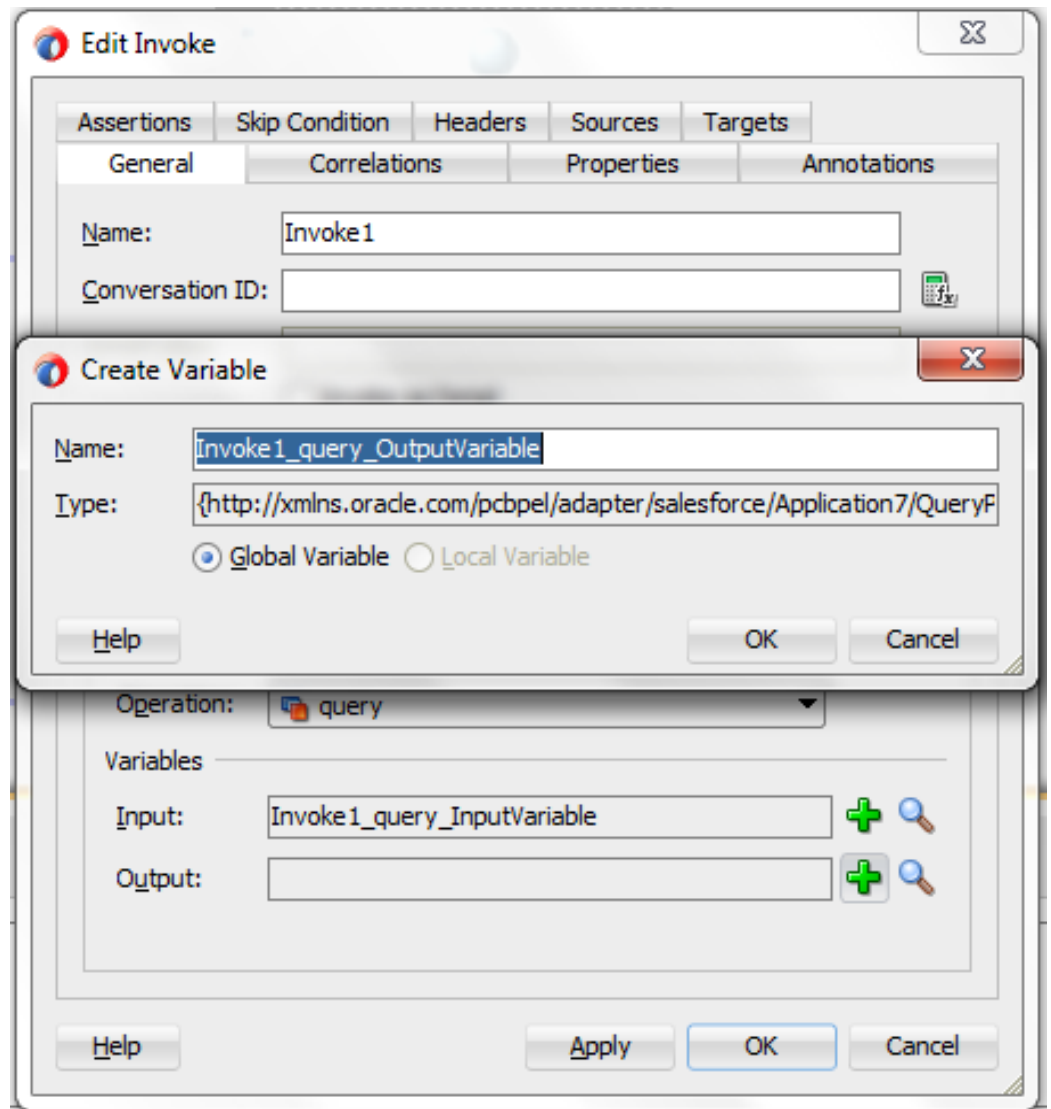 Edit Invoke
Assertions Skip Condition Headers Sources Targets
General Correlations Properties Annotations
Name: Invoke1
Conversation ID:
Create Variable
Name: Invoke1_query_OutputVariable
Type: {http://xmlns.oracle.com/pcbpel/adapter/salesforce/Application7/QueryP
Global Variable Local Variable
Help OK Cancel
Operation: query
Variables
Input: Invoke1_query_InputVariable
Output:
Help Apply OK Cancel